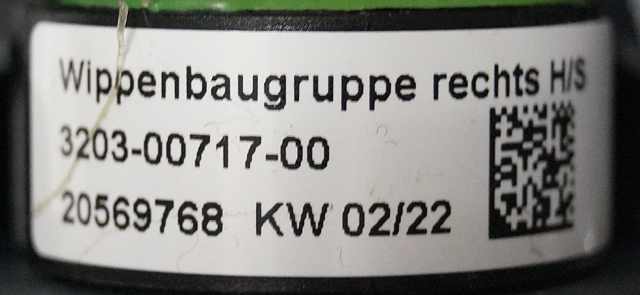 Wippenbaugruppe rechts H/S
3203-00717-00
20569768 KW 02/22